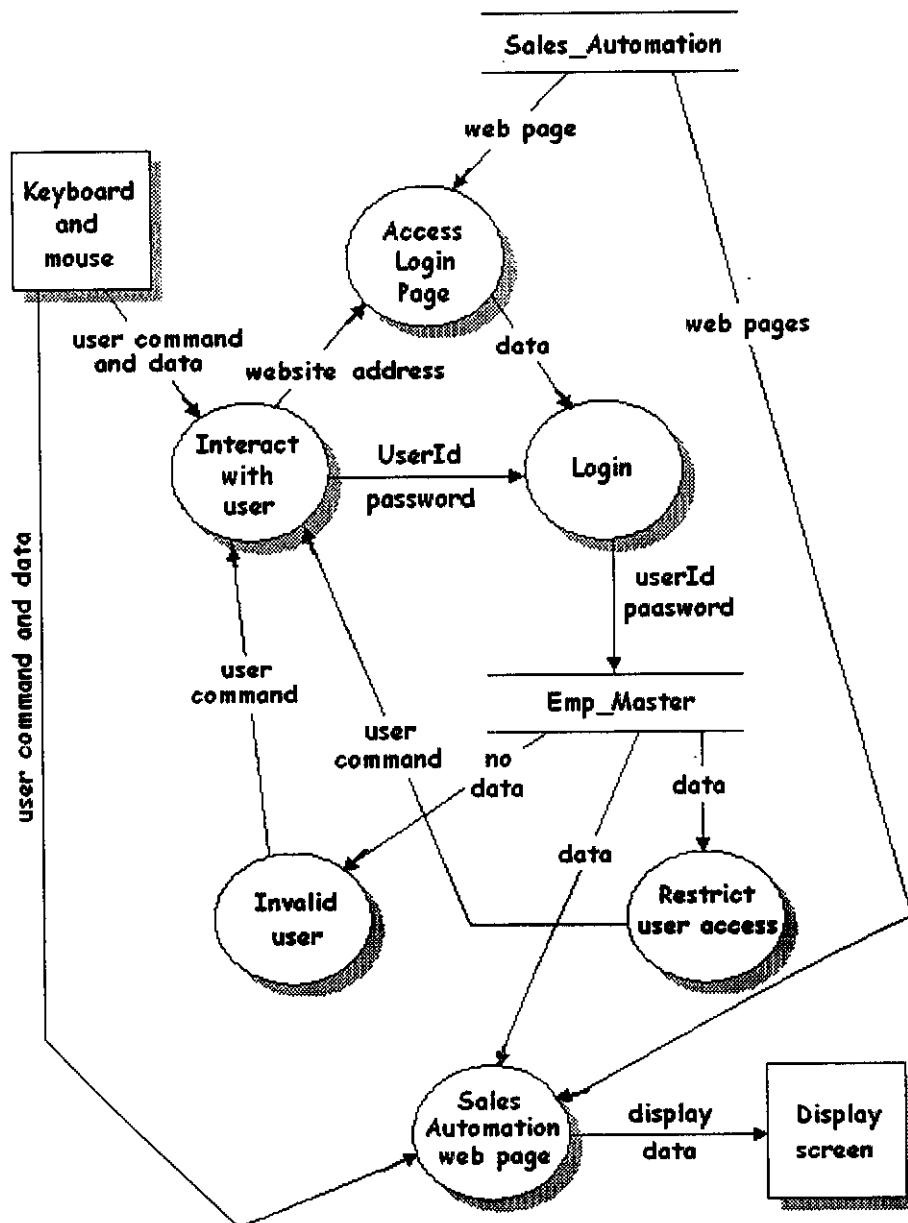 Sales_Automation
web page
Keyboard
and
mouse
Access
Login
Page
user command
and data
website address
data
web pages
Interact
with
user
UserId
password
Login
userId
paasword
user command and data
user
command
Emp_Master
user
command
no
data
data
data
Invalid
user
Restrict
user access
Sales
Automation
web page
display
data
Display
screen